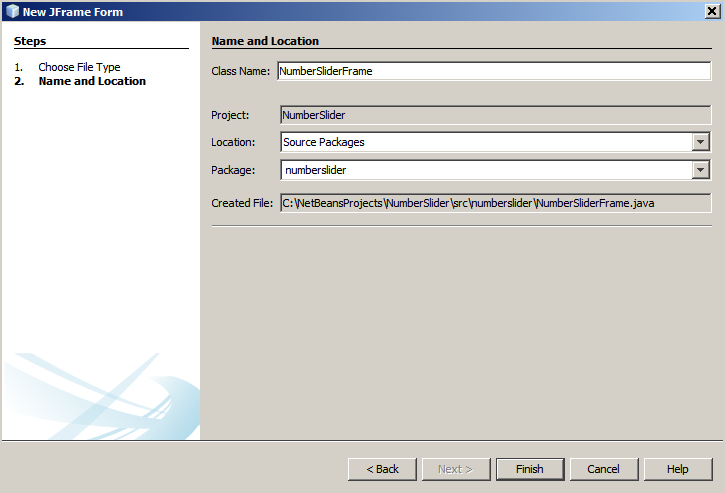 New JFrame Form
Steps
1. Choose File Type
2. Name and Location
Name and Location
Class Name: NumberSliderFrame
Project: NumberSlider
Location: Source Packages
Package: numberslider
Created File: C:\NetBeansProjects\NumberSlider\src\numberslider\NumberSliderFrame.java
< Back Next > Finish Cancel Help